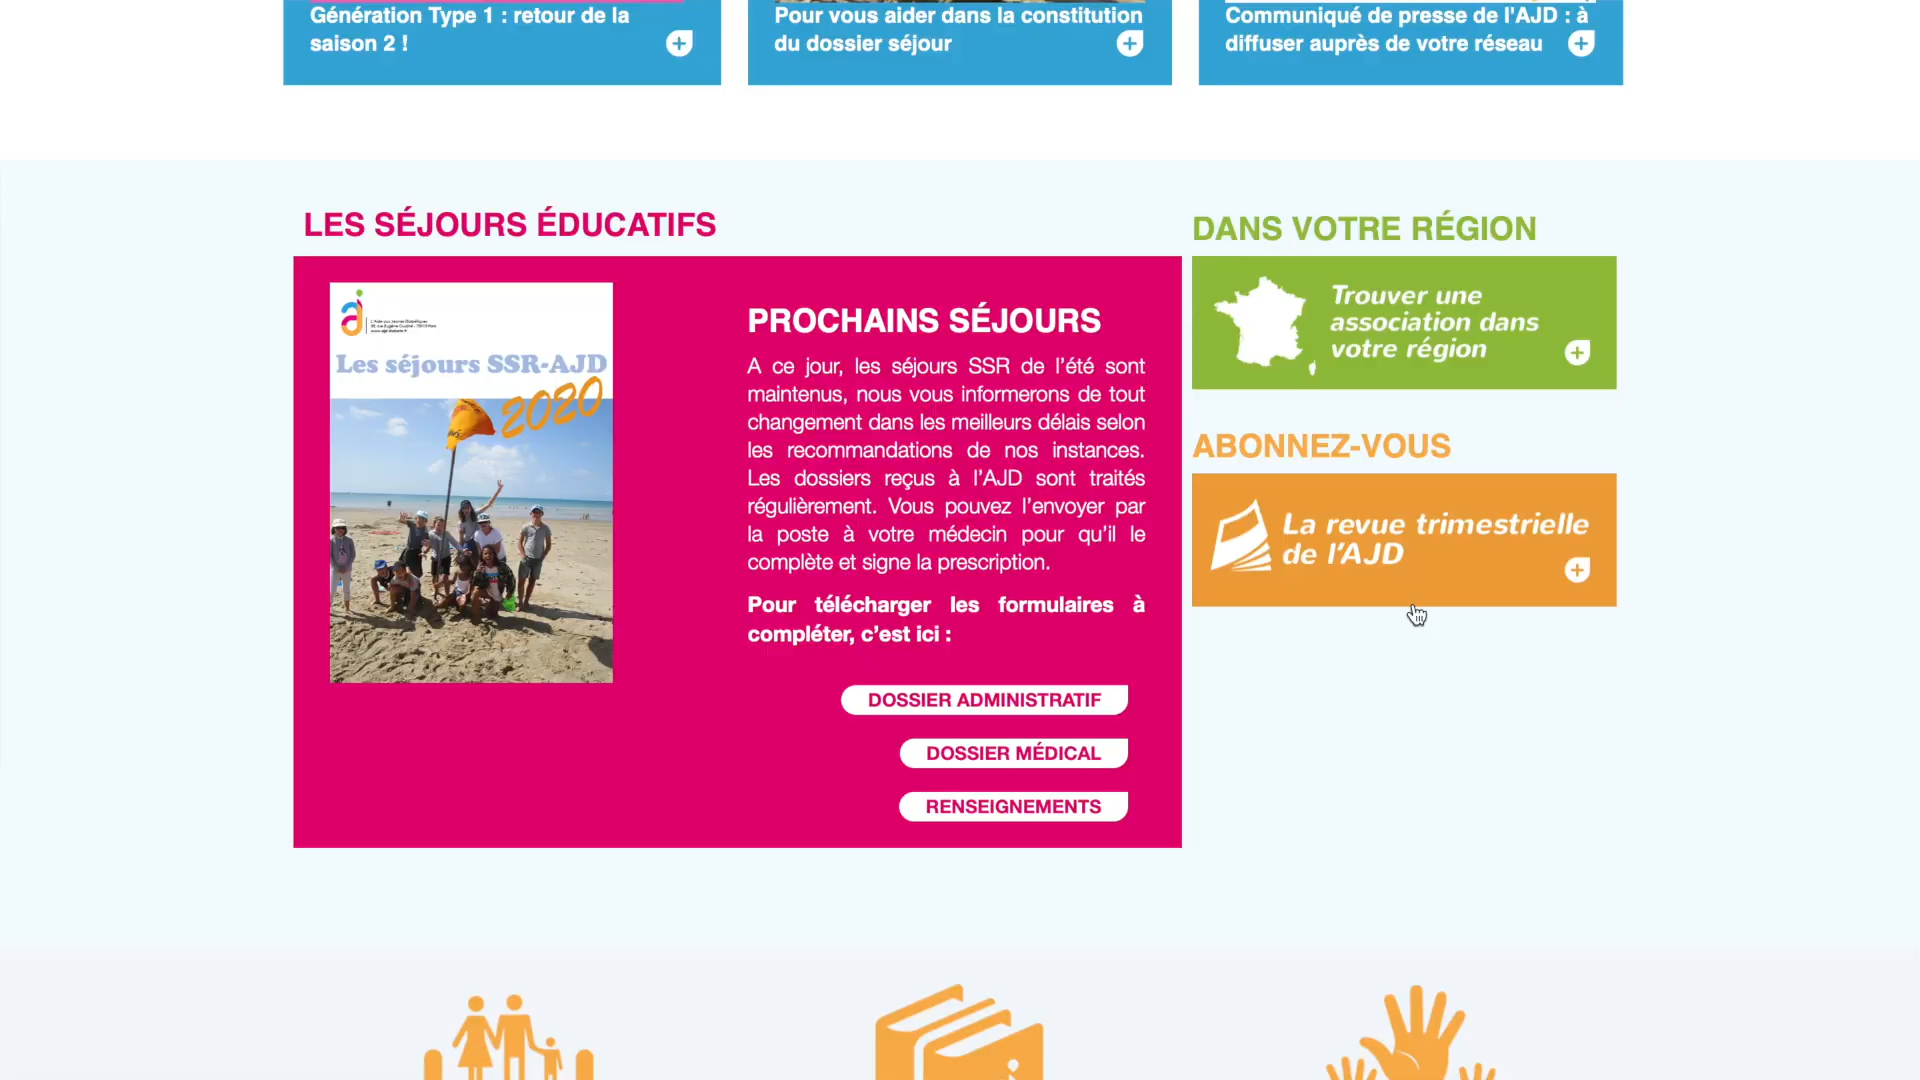 Génération Type 1 : retour de la
saison 2 !
Pour vous aider dans la constitution
du dossier séjour
Communiqué de presse de l'AJD : à
diffuser auprès de votre réseau
LES SÉJOURS ÉDUCATIFS
Les séjours SSR-AJD
2020
PROCHAINS SÉJOURS
A ce jour, les séjours SSR de l’été sont
maintenus, nous vous informerons de tout
changement dans les meilleurs délais selon
les recommandations de nos instances.
Les dossiers reçus à l’AJD sont traités
régulièrement. Vous pouvez l’envoyer par
la poste à votre médecin pour qu’il le
complète et signe la prescription.
Pour télécharger les formulaires à
compléter, c’est ici :
DOSSIER ADMINISTRATIF
DOSSIER MÉDICAL
RENSEIGNEMENTS
DANS VOTRE RÉGION
Trouver une
association dans
votre région
ABONNEZ-VOUS
La revue trimestrielle
de l’AJD